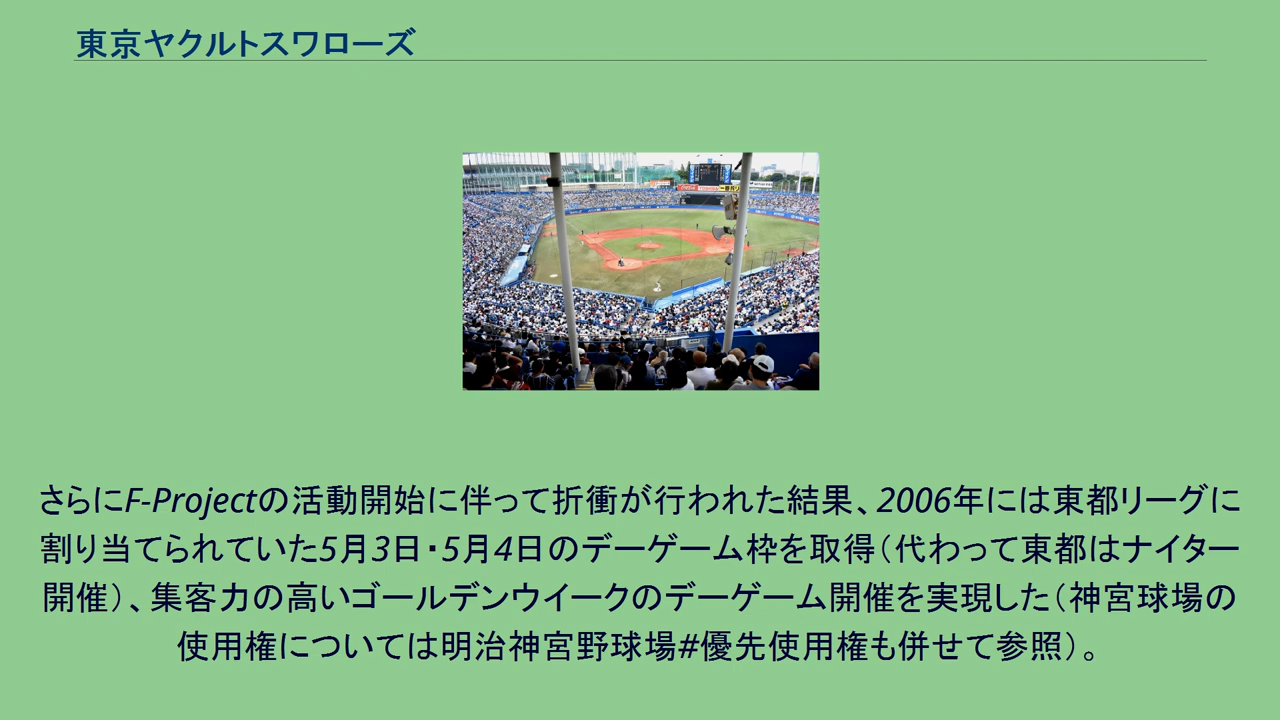 東京ヤクルトスワローズ
さらにF-Projectの活動開始に伴って折衝が行われた結果、2006年には東都リーグに
割り当てられていた5月3日・5月4日のデーゲーム枠を取得（代わって東都はナイター
開催）、集客力の高いゴールデンウイークのデーゲーム開催を実現した（神宮球場の
使用権については明治神宮野球場#優先使用権も併せて参照）。